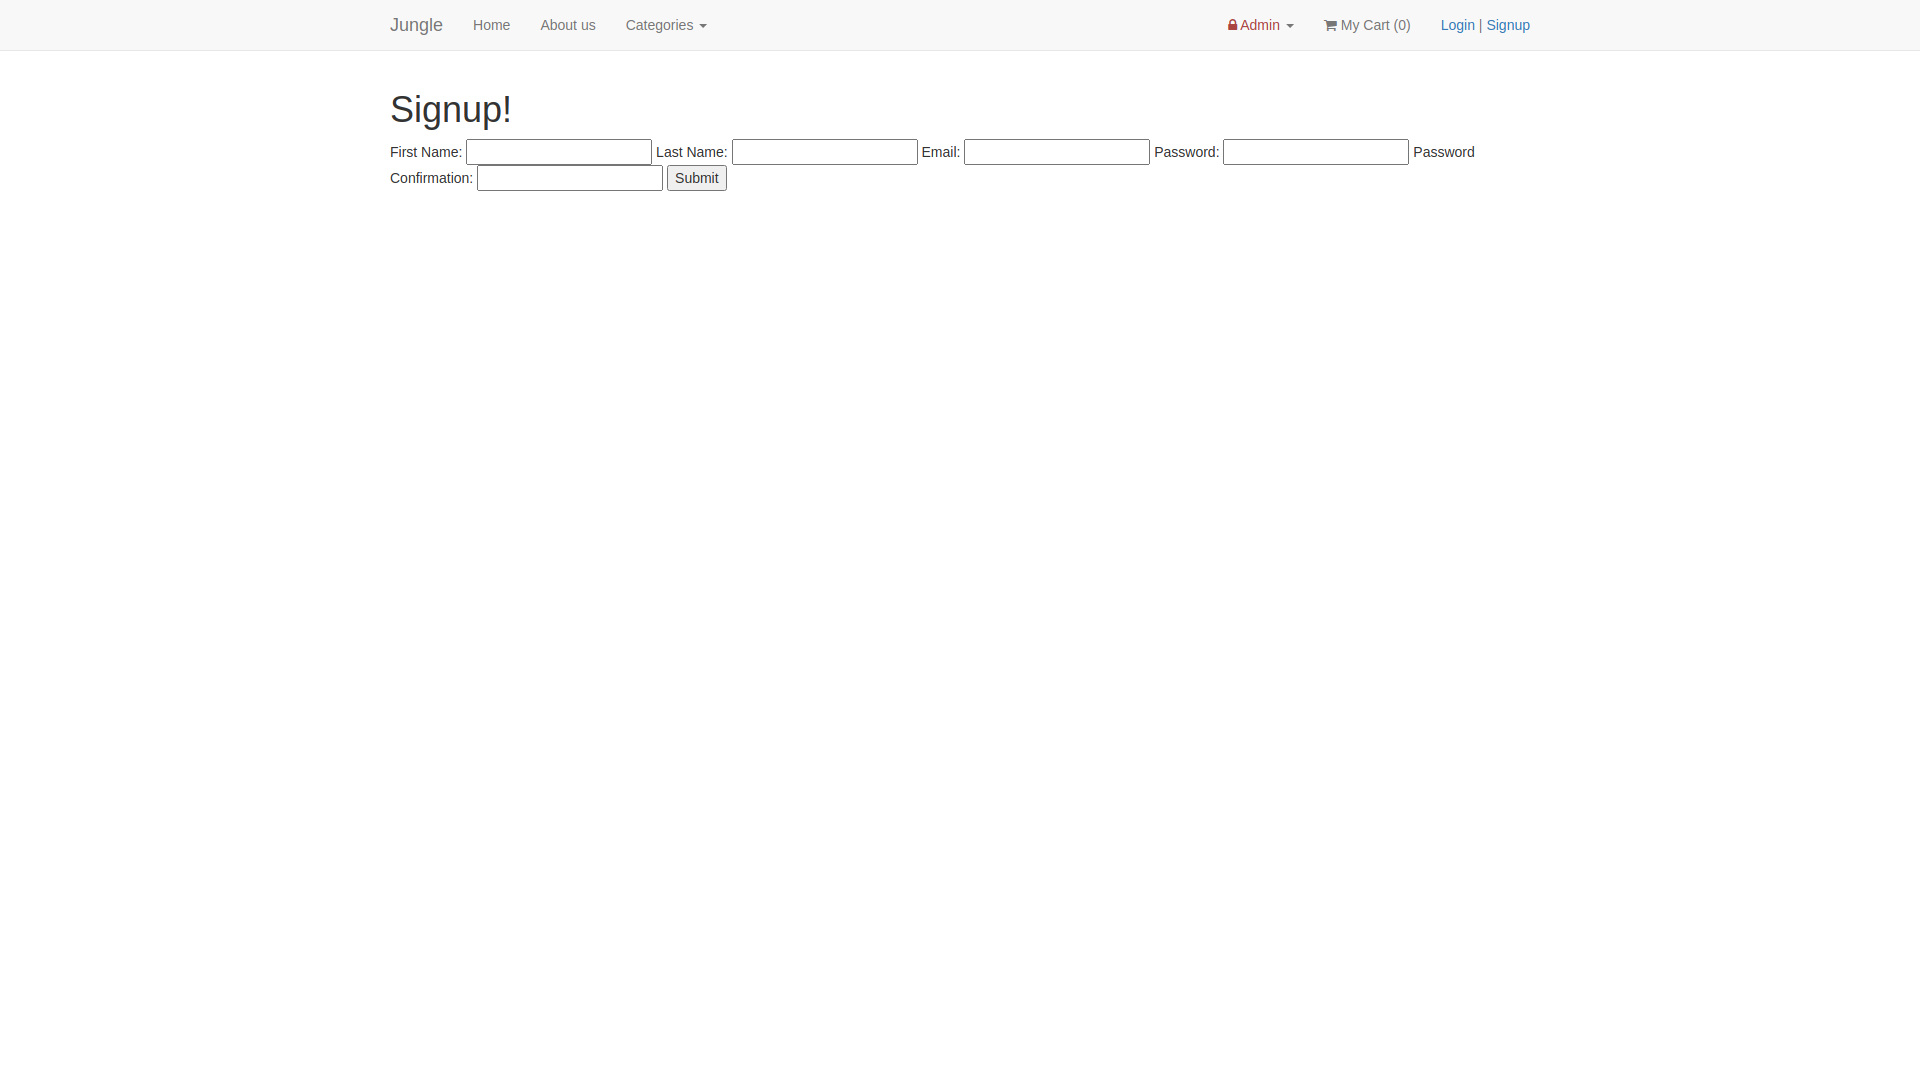 Jungle Home About us Categories Admin My Cart (0) Login | Signup
Signup!
First Name: Last Name: Email: Password: Password
Confirmation: Submit